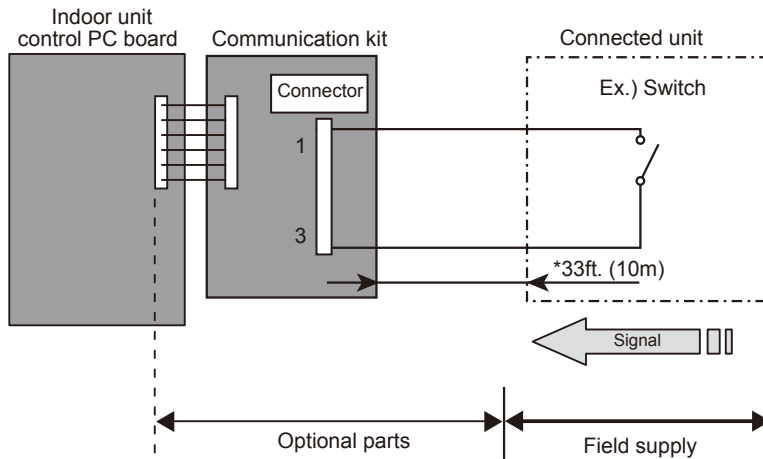 Indoor unit
control PC board
Communication kit
Connected unit
Connector
Ex.) Switch
1
3
*33ft. (10m)
Signal
Optional parts
Field supply